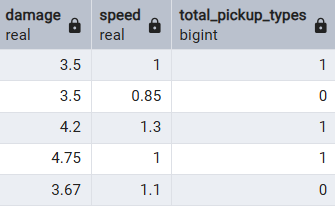 damage speed total_pickup_types
real real bigint
3.5 1 1
3.5 0.85 0
4.2 1.3 1
4.75 1 1
3.67 1.1 0